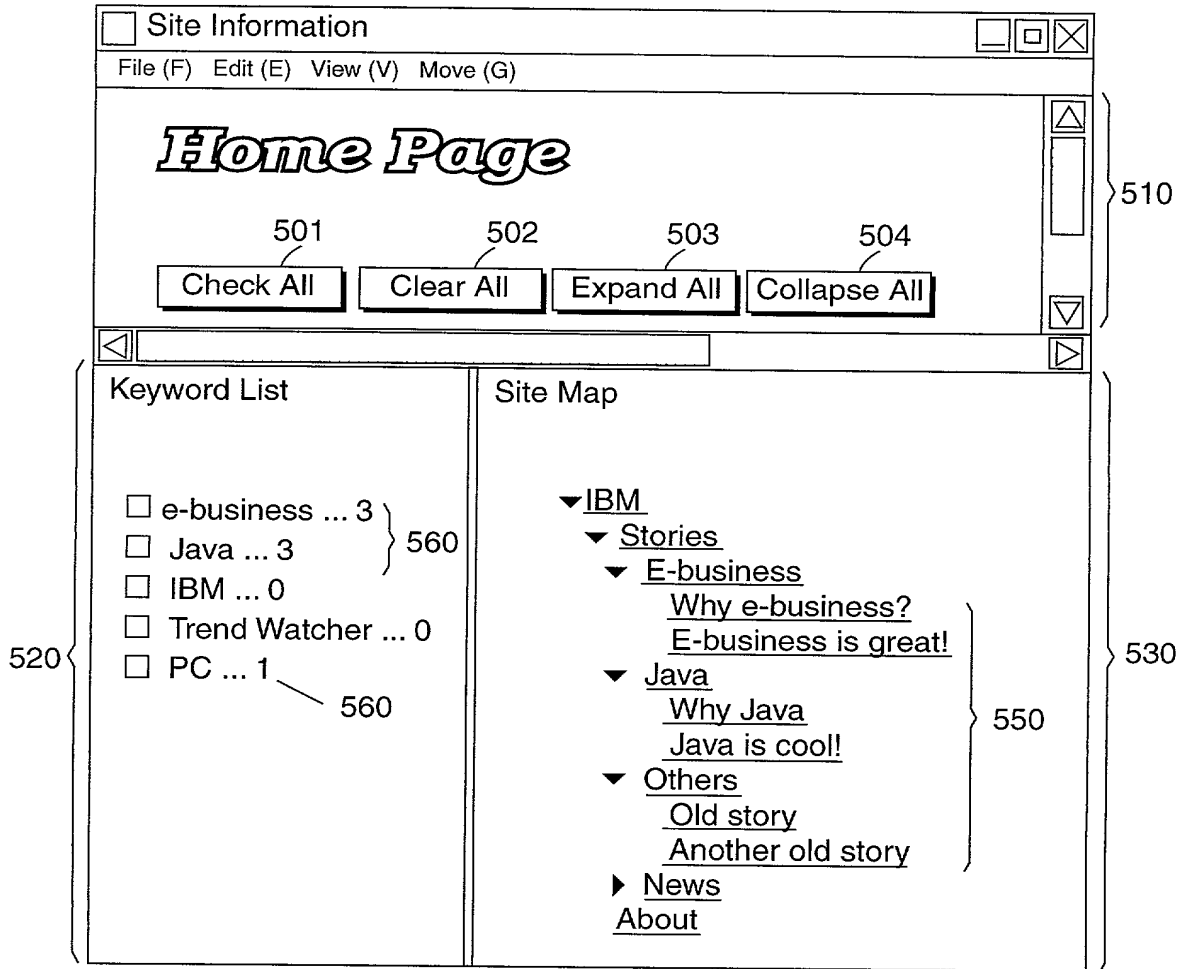 Site Information
File (F) Edit (E) View (V) Move (G)
Home Page
510
501 502 503 504
Check All Clear All Expand All Collapse All
Keyword List
e-business ... 3
Java ... 3
560
IBM ... 0
Trend Watcher ... 0
PC ... 1
560
520
Site Map
IBM
Stories
E-business
Why e-business?
E-business is great!
Java
Why Java
Java is cool!
Others
Old story
Another old story
News
About
550
530